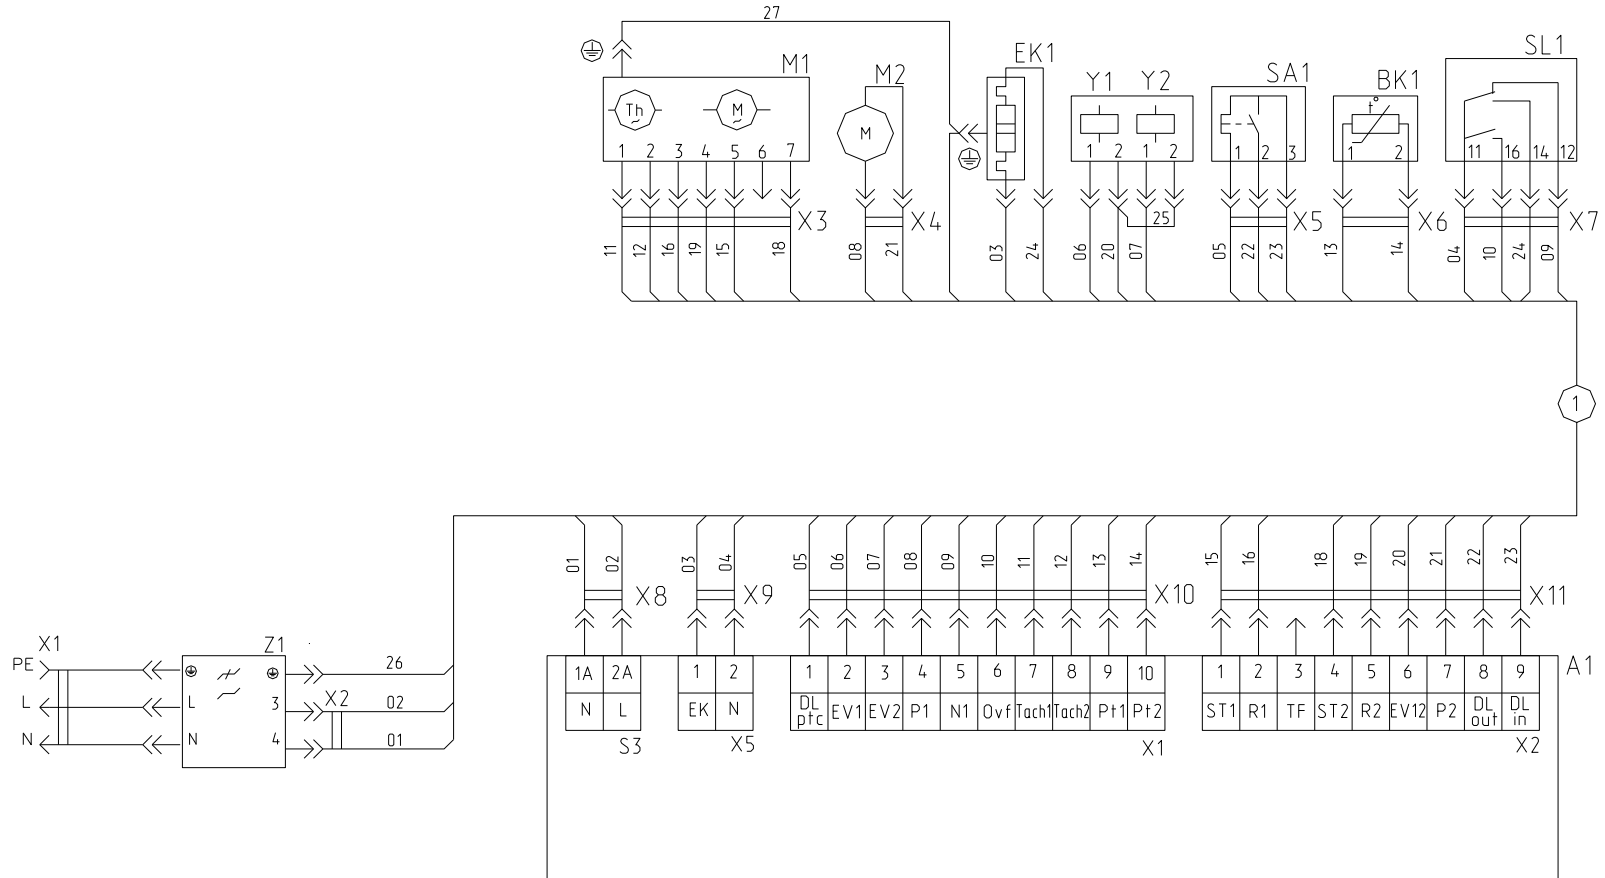 27
M1 M2 EK1 Y1 Y2 SA1 BK1 SL1
Th M M t°
1 2 3 4 5 6 7 1 2 1 2 1 2 3 1 2 11 16 14 12
X3 X4 25 X5 X6 X7
11 12 16 19 15 18 08 21 03 24 06 20 07 05 22 23 13 14 04 10 24 09
1
01 02 03 04 05 06 07 08 09 10 11 12 13 14 15 16 18 19 20 21 22 23
X8 X9 X10 X11
X1 Z1
PE 26
L L 3 X2 02
N N 4 01
1A 2A 1 2 1 2 3 4 5 6 7 8 9 10 1 2 3 4 5 6 7 8 9 A1
N L EK N DL ptc EV1 EV2 P1 N1 Ovf Tach1 Tach2 Pt1 Pt2 ST1 R1 TF ST2 R2 EV12 P2 DL out DL in
S3 X5 X1 X2